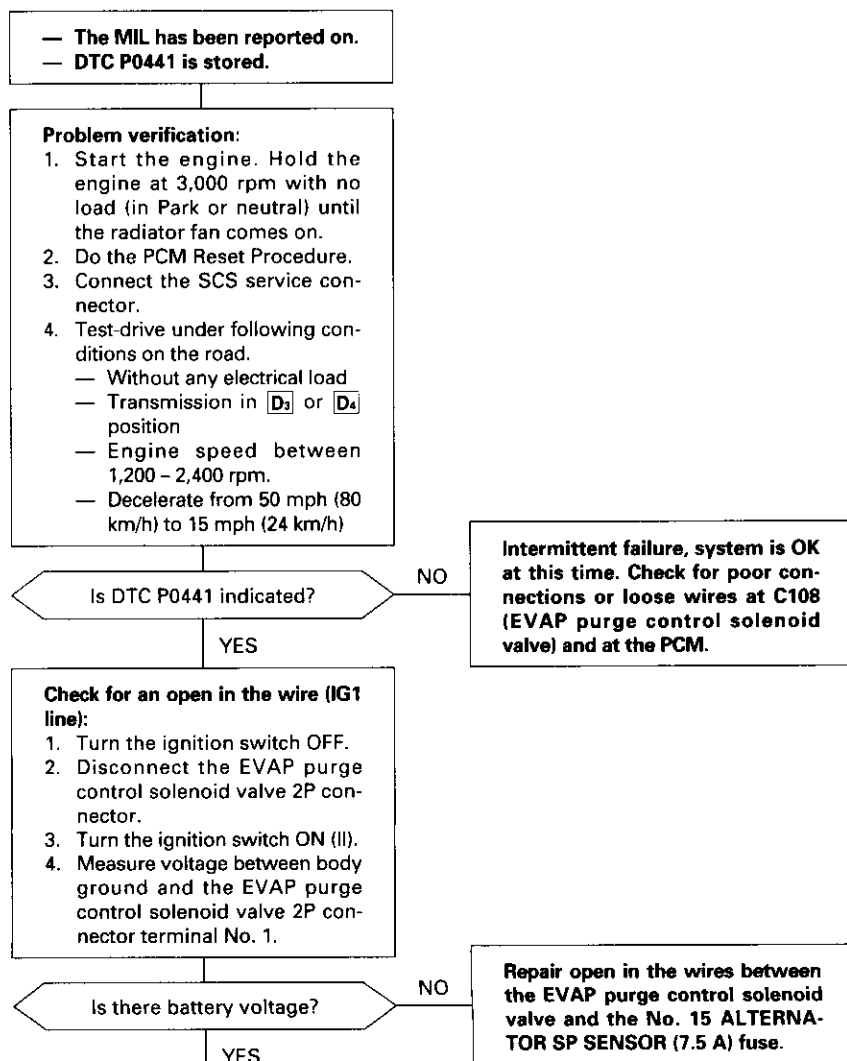 — The MIL has been reported on.
— DTC P0441 is stored.
Problem verification:
1. Start the engine. Hold the
engine at 3,000 rpm with no
load (in Park or neutral) until
the radiator fan comes on.
2. Do the PCM Reset Procedure.
3. Connect the SCS service con-
nector.
4. Test-drive under following con-
ditions on the road.
— Without any electrical load
— Transmission in D3 or D4
position
— Engine speed between
1,200 – 2,400 rpm.
— Decelerate from 50 mph (80
km/h) to 15 mph (24 km/h)
Is DTC P0441 indicated?
NO
Intermittent failure, system is OK
at this time. Check for poor con-
nections or loose wires at C108
(EVAP purge control solenoid
valve) and at the PCM.
YES
Check for an open in the wire (IG1
line):
1. Turn the ignition switch OFF.
2. Disconnect the EVAP purge
control solenoid valve 2P con-
nector.
3. Turn the ignition switch ON (II).
4. Measure voltage between body
ground and the EVAP purge
control solenoid valve 2P con-
nector terminal No. 1.
Is there battery voltage?
NO
Repair open in the wires between
the EVAP purge control solenoid
valve and the No. 15 ALTERNA-
TOR SP SENSOR (7.5 A) fuse.
YES